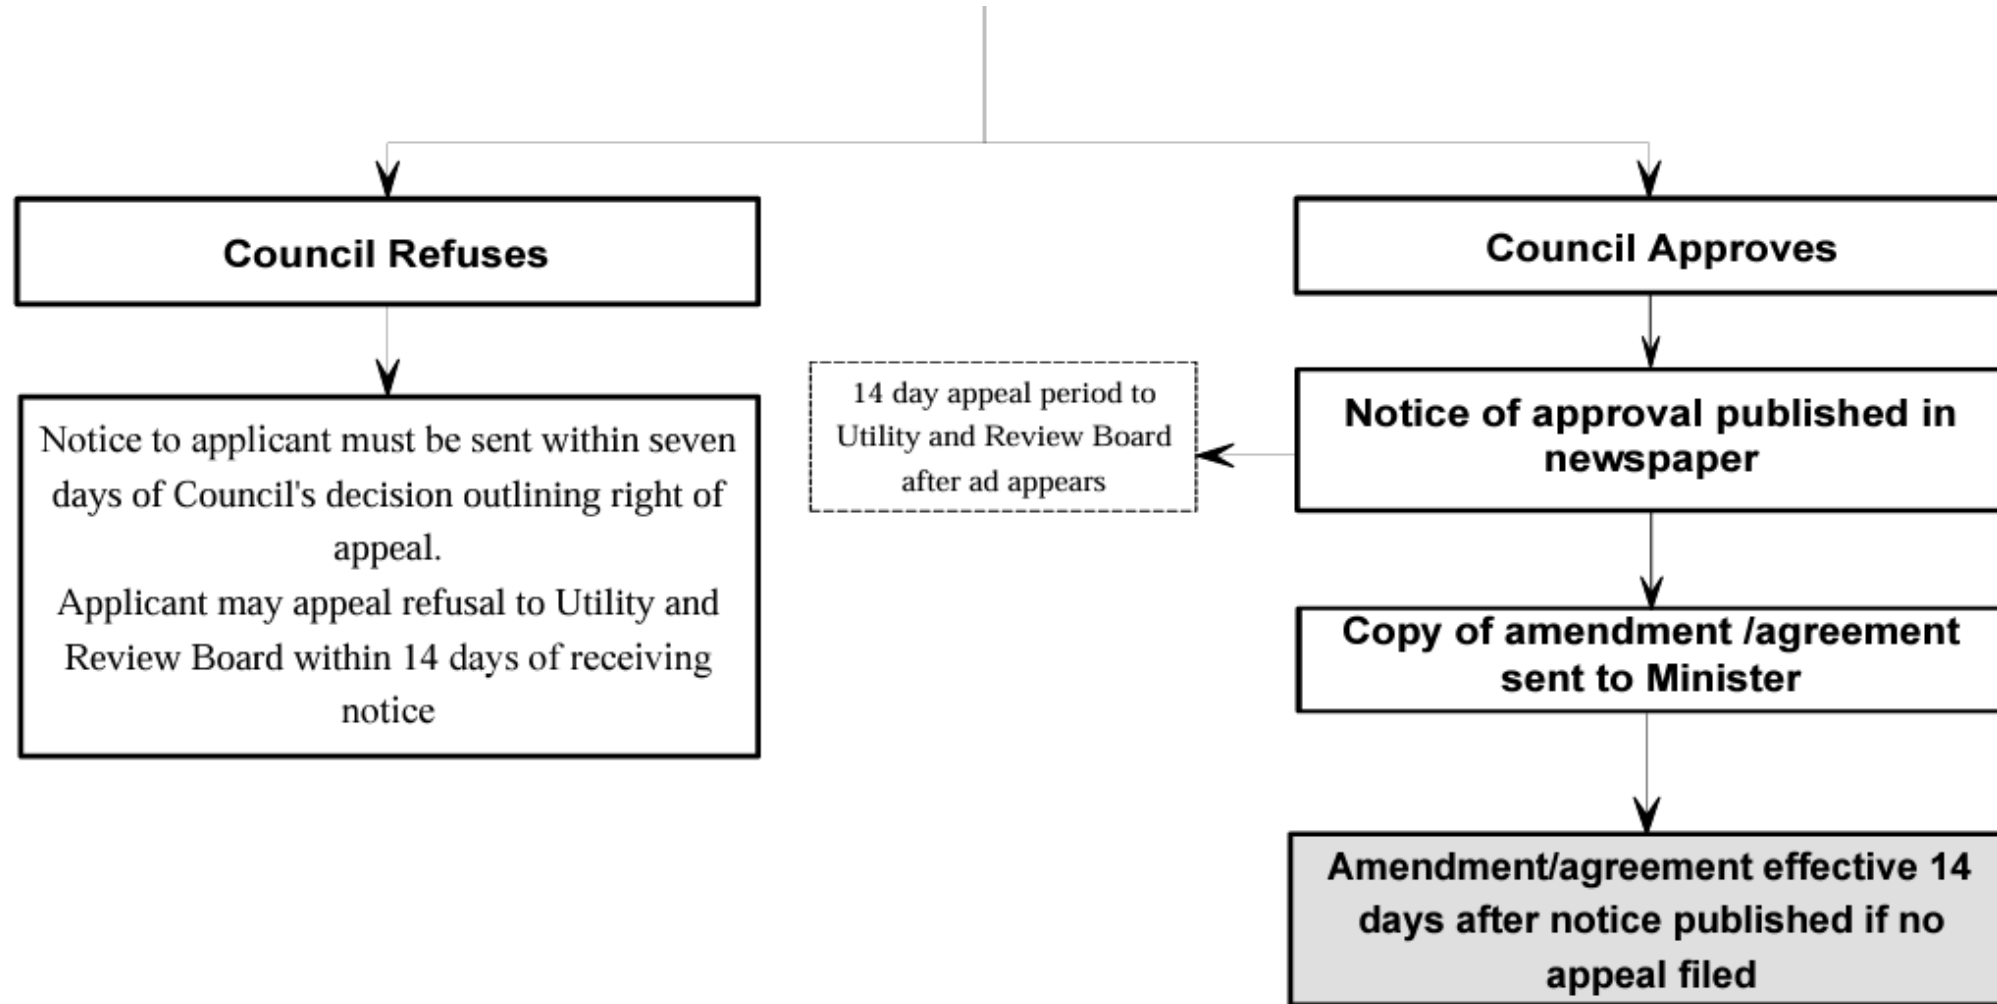 Council Refuses
Notice to applicant must be sent within seven
days of Council's decision outlining right of
appeal.
Applicant may appeal refusal to Utility and
Review Board within 14 days of receiving
notice
14 day appeal period to
Utility and Review Board
after ad appears
Council Approves
Notice of approval published in
newspaper
Copy of amendment /agreement
sent to Minister
Amendment/agreement effective 14
days after notice published if no
appeal filed